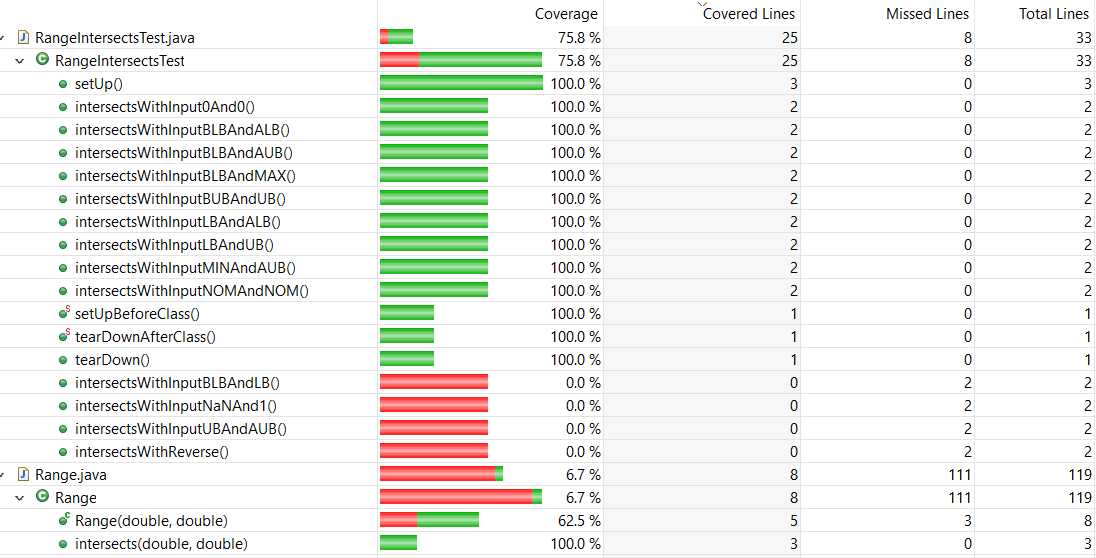 Coverage Covered Lines Missed Lines Total Lines
RangeIntersectsTest.java 75.8 % 25 8 33
RangeIntersectsTest 75.8 % 25 8 33
setUp() 100.0 % 3 0 3
intersectsWithInput0And0() 100.0 % 2 0 2
intersectsWithInputBLBAndALB() 100.0 % 2 0 2
intersectsWithInputBLBAndAUB() 100.0 % 2 0 2
intersectsWithInputBLBAndMAX() 100.0 % 2 0 2
intersectsWithInputBUBAndUB() 100.0 % 2 0 2
intersectsWithInputLBAndALB() 100.0 % 2 0 2
intersectsWithInputLBAndUB() 100.0 % 2 0 2
intersectsWithInputMINAndAUB() 100.0 % 2 0 2
intersectsWithInputNOMAndNOM() 100.0 % 2 0 2
setUpBeforeClass() 100.0 % 1 0 1
tearDownAfterClass() 100.0 % 1 0 1
tearDown() 100.0 % 1 0 1
intersectsWithInputBLBAndLB() 0.0 % 0 2 2
intersectsWithInputNaNAnd1() 0.0 % 0 2 2
intersectsWithInputUBAndAUB() 0.0 % 0 2 2
intersectsWithReverse() 0.0 % 0 2 2
Range.java 6.7 % 8 111 119
Range 6.7 % 8 111 119
Range(double, double) 62.5 % 5 3 8
intersects(double, double) 100.0 % 3 0 3